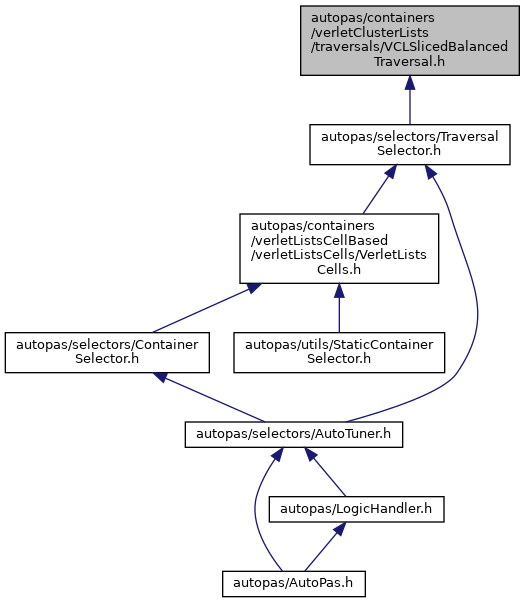 autopas/containers
/verletClusterLists
/traversals/VCLSlicedBalanced
Traversal.h
autopas/selectors/Traversal
Selector.h
autopas/containers
/verletListsCellBased
/verletListsCells/VerletLists
Cells.h
autopas/selectors/Container
Selector.h
autopas/utils/StaticContainer
Selector.h
autopas/selectors/AutoTuner.h
autopas/LogicHandler.h
autopas/AutoPas.h